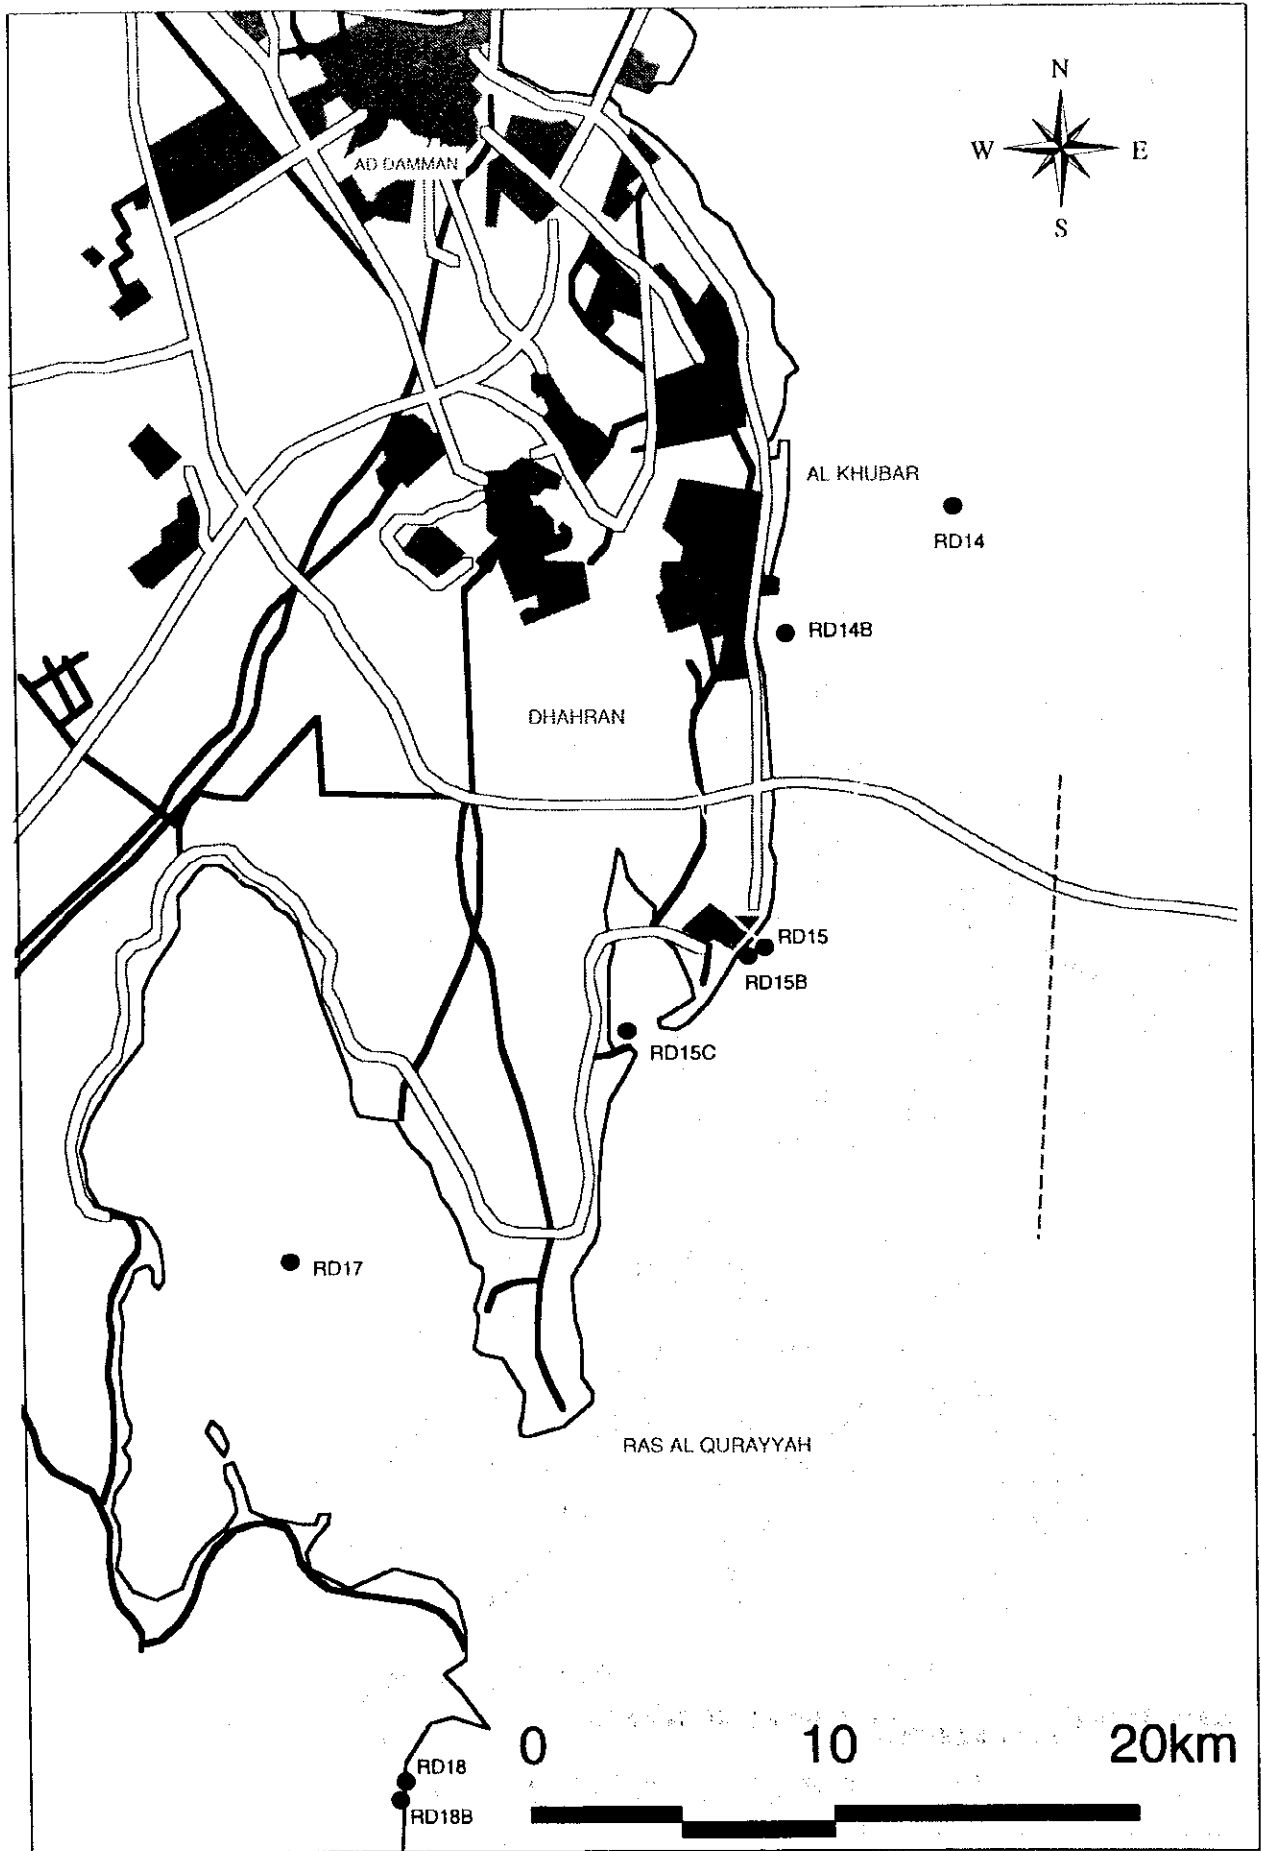 N
W E
S
AD DAMMAN
AL KHUBAR
RD14
RD14B
DHAHRAN
RD15
RD15B
RD15C
RD17
RAS AL QURAYYAH
0 10 20km
RD18
RD18B